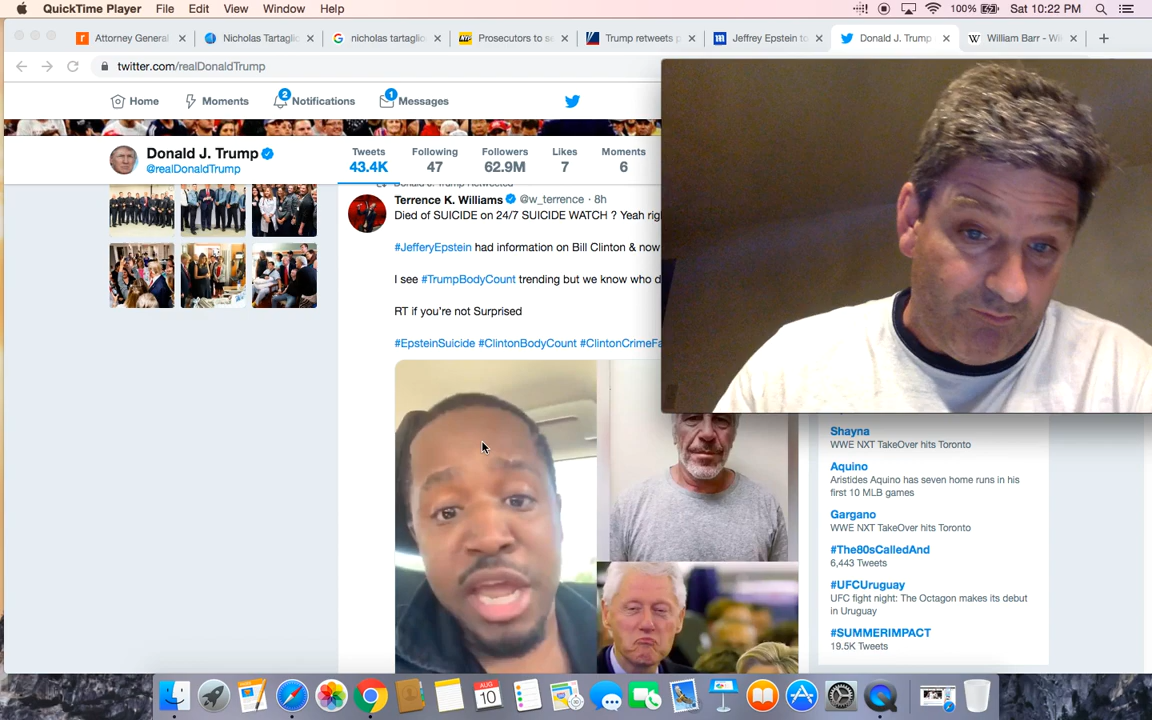 QuickTime Player File Edit View Window Help 100% Sat 10:22 PM
Attorney General Nicholas Tartagli nicholas tartaglio Prosecutors to s Trump retweets p Jeffrey Epstein to Donald J. Trump William Barr - Wi
twitter.com/realDonaldTrump
Home Moments 2 Notifications 1 Messages
Donald J. Trump
@realDonaldTrump
Tweets Following Followers Likes Moments
43.4K 47 62.9M 7 6
Donald J. Trump Retweeted
Terrence K. Williams @w_terrence · 8h
Died of SUICIDE on 24/7 SUICIDE WATCH ? Yeah
#JefferyEpstein had information on Bill Clinton & now
I see #TrumpBodyCount trending but we know who
RT if you're not Surprised
#EpsteinSuicide #ClintonBodyCount #ClintonCrimeFa
Shayna
WWE NXT TakeOver hits Toronto
Aquino
Aristides Aquino has seven home runs in his
first 10 MLB games
Gargano
WWE NXT TakeOver hits Toronto
#The80sCalledAnd
6,443 Tweets
#UFCUruguay
UFC fight night: The Octagon makes its debut
in Uruguay
#SUMMERIMPACT
19.5K Tweets
AUG
10